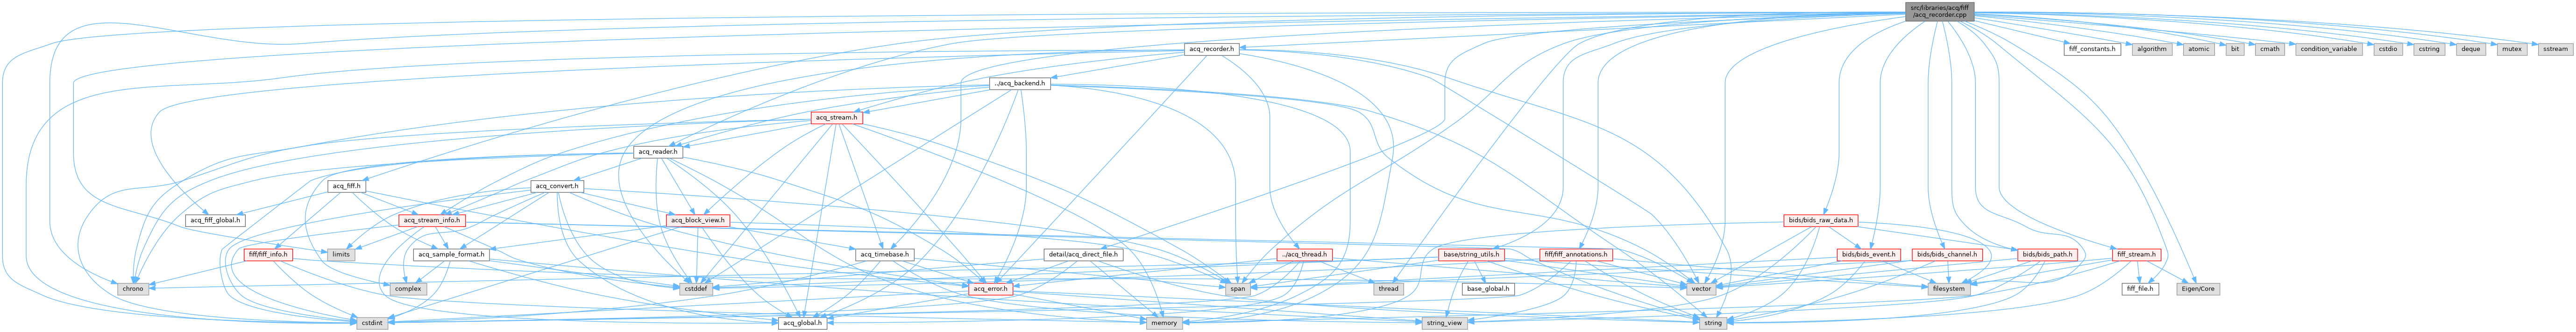 src/libraries/acq/fiff
/acq_recorder.cpp
acq_recorder.h
fiff_constants.h
algorithm
atomic
bit
cmath
condition_variable
cstdio
cstring
deque
mutex
sstream
../acq_backend.h
acq_stream.h
acq_reader.h
acq_fiff.h
acq_convert.h
acq_fiff_global.h
acq_stream_info.h
acq_block_view.h
bids/bids_raw_data.h
fiff/fiff_info.h
limits
acq_sample_format.h
acq_timebase.h
detail/acq_direct_file.h
../acq_thread.h
base/string_utils.h
fiff/fiff_annotations.h
bids/bids_event.h
bids/bids_channel.h
bids/bids_path.h
fiff_stream.h
chrono
complex
cstddef
acq_error.h
span
thread
base_global.h
vector
filesystem
fiff_file.h
Eigen/Core
cstdint
acq_global.h
memory
string_view
string